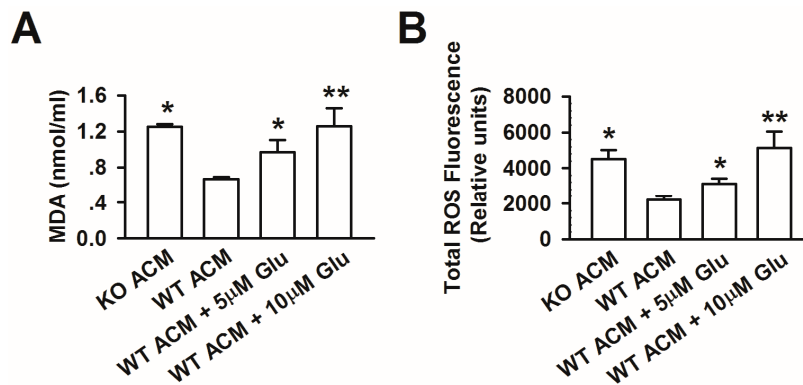 A
MDA (nmol/ml)
1.6
1.2
.8
.4
0.0
*
*
**
KO ACM
WT ACM
WT ACM + 5μM Glu
WT ACM + 10μM Glu
B
Total ROS Fluorescence
(Relative units)
8000
6000
4000
2000
0
*
*
**
KO ACM
WT ACM
WT ACM + 5μM Glu
WT ACM + 10μM Glu